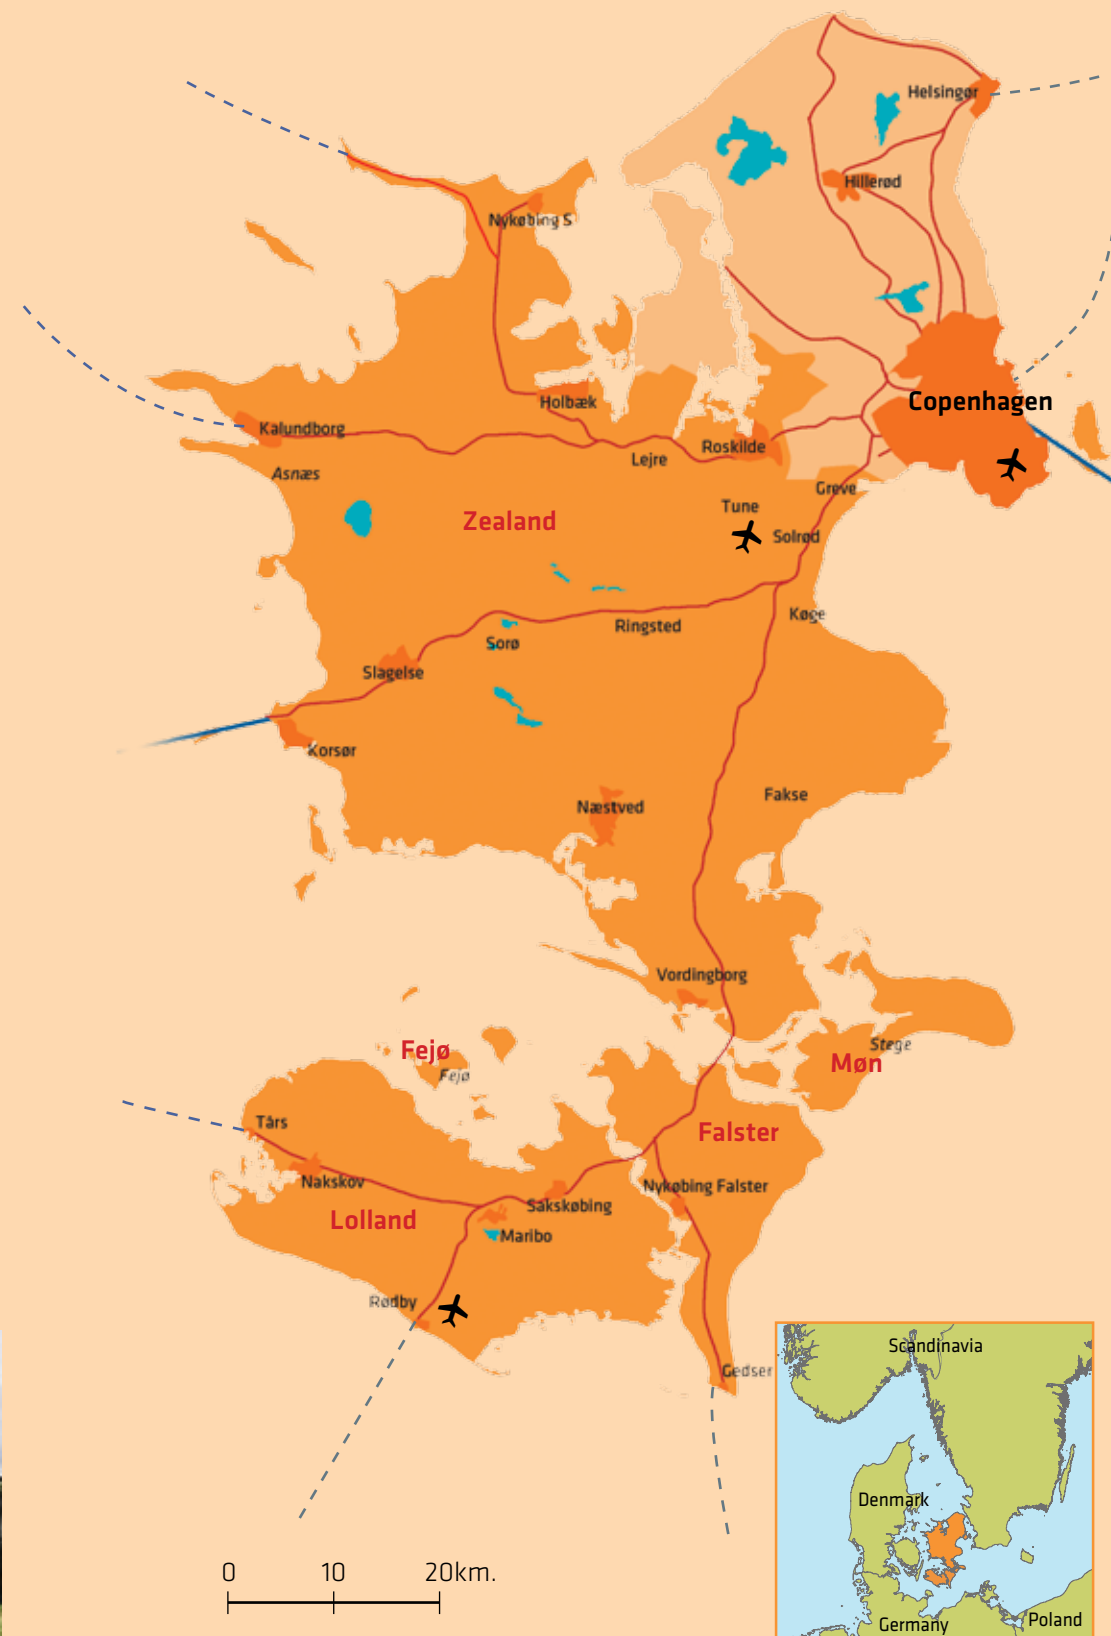 Helsingør
Hillerød
Nykøbing S
Copenhagen
Holbæk
Kalundborg
Roskilde
Lejre
Asnæs
Greve
Tune
Zealand
Solrød
Køge
Ringsted
Sorø
Slagelse
Korsør
Fakse
Næstved
Vordingborg
Stege
Fejø
Møn
Fejø
Tårs
Falster
Nakskov
Nykøbing Falster
Sakskøbing
Lolland
Maribo
Rødby
Gedser
Scandinavia
Denmark
Germany
Poland
0 10 20km.